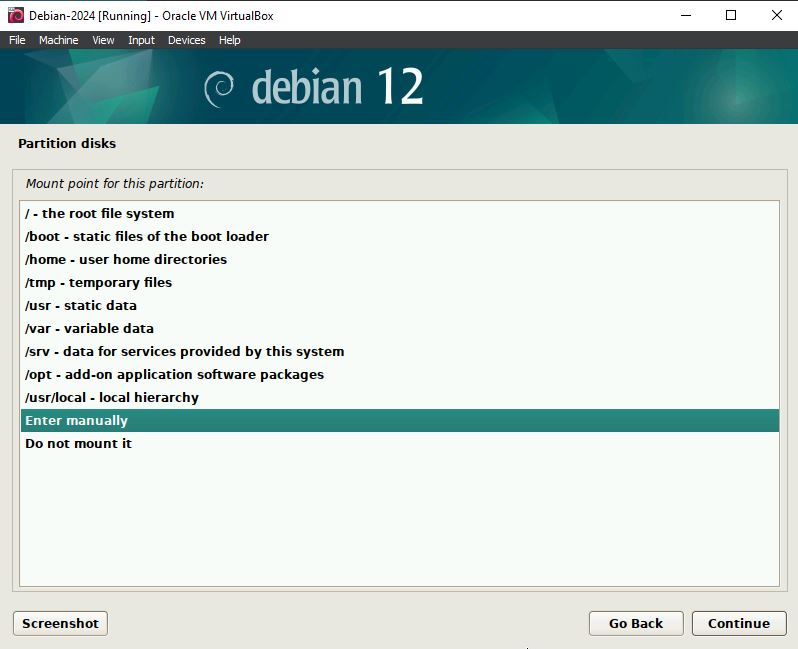 Debian-2024 [Running] - Oracle VM VirtualBox
File Machine View Input Devices Help
debian 12
Partition disks
Mount point for this partition:
/ - the root file system
/boot - static files of the boot loader
/home - user home directories
/tmp - temporary files
/usr - static data
/var - variable data
/srv - data for services provided by this system
/opt - add-on application software packages
/usr/local - local hierarchy
Enter manually
Do not mount it
Screenshot Go Back Continue